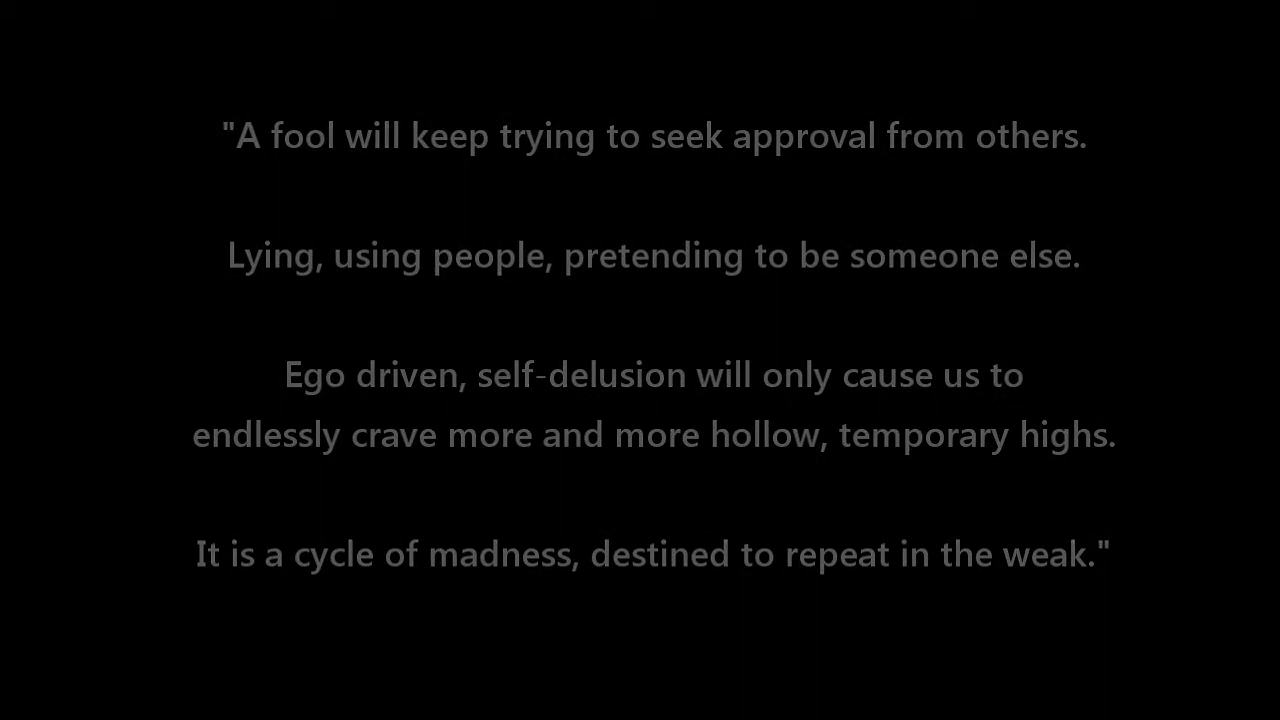 "A fool will keep trying to seek approval from others.
Lying, using people, pretending to be someone else.
Ego driven, self-delusion will only cause us to
endlessly crave more and more hollow, temporary highs.
It is a cycle of madness, destined to repeat in the weak."